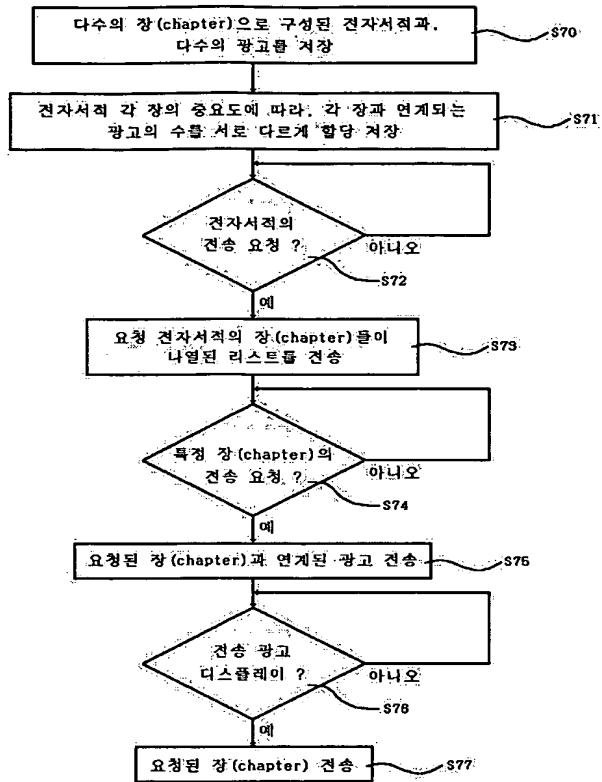 다수의 장(chapter)으로 구성된 전자서적과,
다수의 광고를 저장
S70
전자서적 각 장의 중요도에 따라, 각 장과 연계되는
광고의 수를 서로 다르게 할당 저장
S71
전자서적의
전송 요청 ?
아니오
S72
예
요청 전자서적의 장(chapter)들이
나열된 리스트를 전송
S73
특정 장(chapter)의
전송 요청 ?
아니오
S74
예
요청된 장(chapter)과 연계된 광고 전송
S75
전송 광고
디스플레이 ?
아니오
S76
예
요청된 장(chapter) 전송
S77